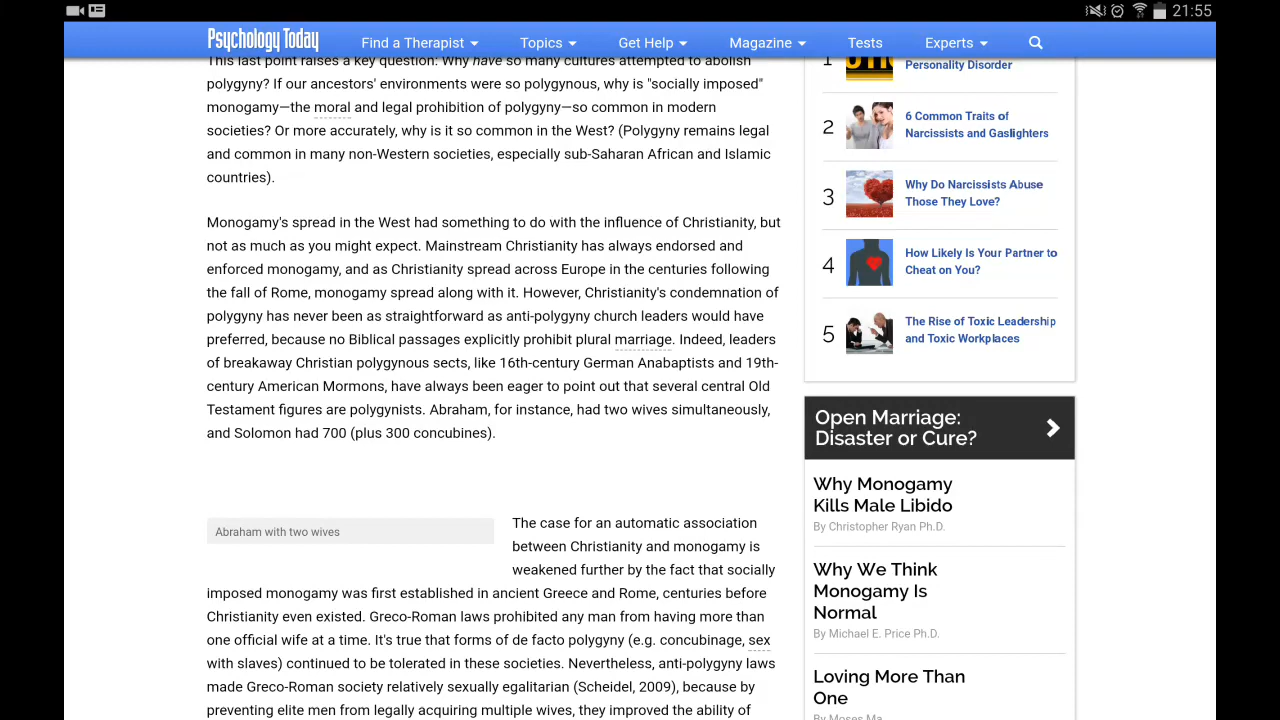 21:55
Psychology Today
Find a Therapist
Topics
Get Help
Magazine
Tests
Experts
This last point raises a key question: Why have so many cultures attempted to abolish
polygyny? If our ancestors' environments were so polygynous, why is "socially imposed"
monogamy—the moral and legal prohibition of polygyny—so common in modern
societies? Or more accurately, why is it so common in the West? (Polygyny remains legal
and common in many non-Western societies, especially sub-Saharan African and Islamic
countries).
Monogamy's spread in the West had something to do with the influence of Christianity, but
not as much as you might expect. Mainstream Christianity has always endorsed and
enforced monogamy, and as Christianity spread across Europe in the centuries following
the fall of Rome, monogamy spread along with it. However, Christianity's condemnation of
polygyny has never been as straightforward as anti-polygyny church leaders would have
preferred, because no Biblical passages explicitly prohibit plural marriage. Indeed, leaders
of breakaway Christian polygynous sects, like 16th-century German Anabaptists and 19th-
century American Mormons, have always been eager to point out that several central Old
Testament figures are polygynists. Abraham, for instance, had two wives simultaneously,
and Solomon had 700 (plus 300 concubines).
Abraham with two wives
The case for an automatic association
between Christianity and monogamy is
weakened further by the fact that socially
imposed monogamy was first established in ancient Greece and Rome, centuries before
Christianity even existed. Greco-Roman laws prohibited any man from having more than
one official wife at a time. It's true that forms of de facto polygyny (e.g. concubinage, sex
with slaves) continued to be tolerated in these societies. Nevertheless, anti-polygyny laws
made Greco-Roman society relatively sexually egalitarian (Scheidel, 2009), because by
preventing elite men from legally acquiring multiple wives, they improved the ability of
1
Personality Disorder
2
6 Common Traits of
Narcissists and Gaslighters
3
Why Do Narcissists Abuse
Those They Love?
4
How Likely Is Your Partner to
Cheat on You?
5
The Rise of Toxic Leadership
and Toxic Workplaces
Open Marriage:
Disaster or Cure?
Why Monogamy
Kills Male Libido
By Christopher Ryan Ph.D.
Why We Think
Monogamy Is
Normal
By Michael E. Price Ph.D.
Loving More Than
One
By Moses Ma